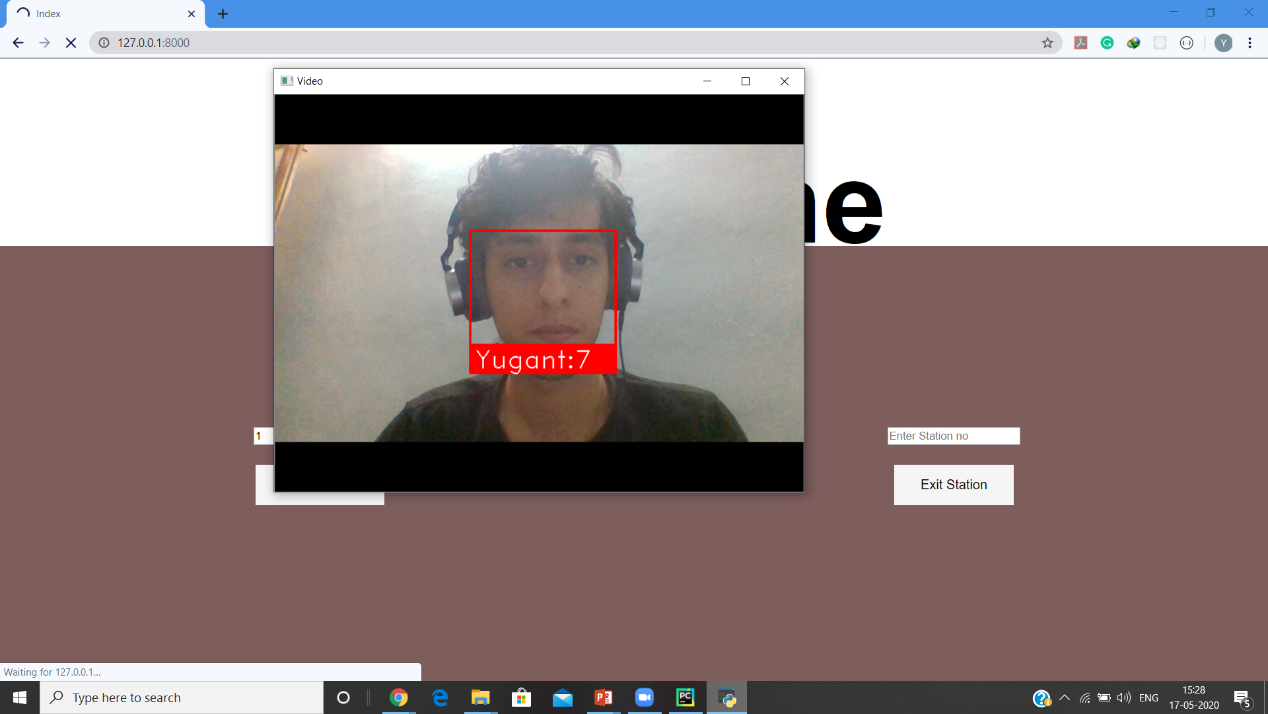 Index
127.0.0.1:8000
Y
Video
Yugant:7
1
Enter Station no
Exit Station
Waiting for 127.0.0.1...
Type here to search
ENG
15:28
17-05-2020
5